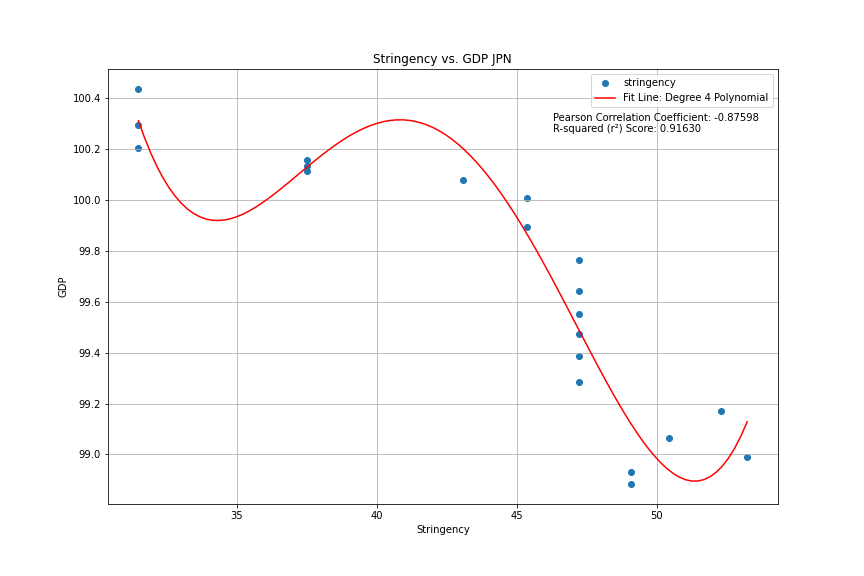 Stringency vs. GDP JPN
stringency
Fit Line: Degree 4 Polynomial
Pearson Correlation Coefficient: -0.87598
R-squared (r²) Score: 0.91630
100.4
100.2
100.0
99.8
99.6
99.4
99.2
99.0
GDP
35 40 45 50
Stringency